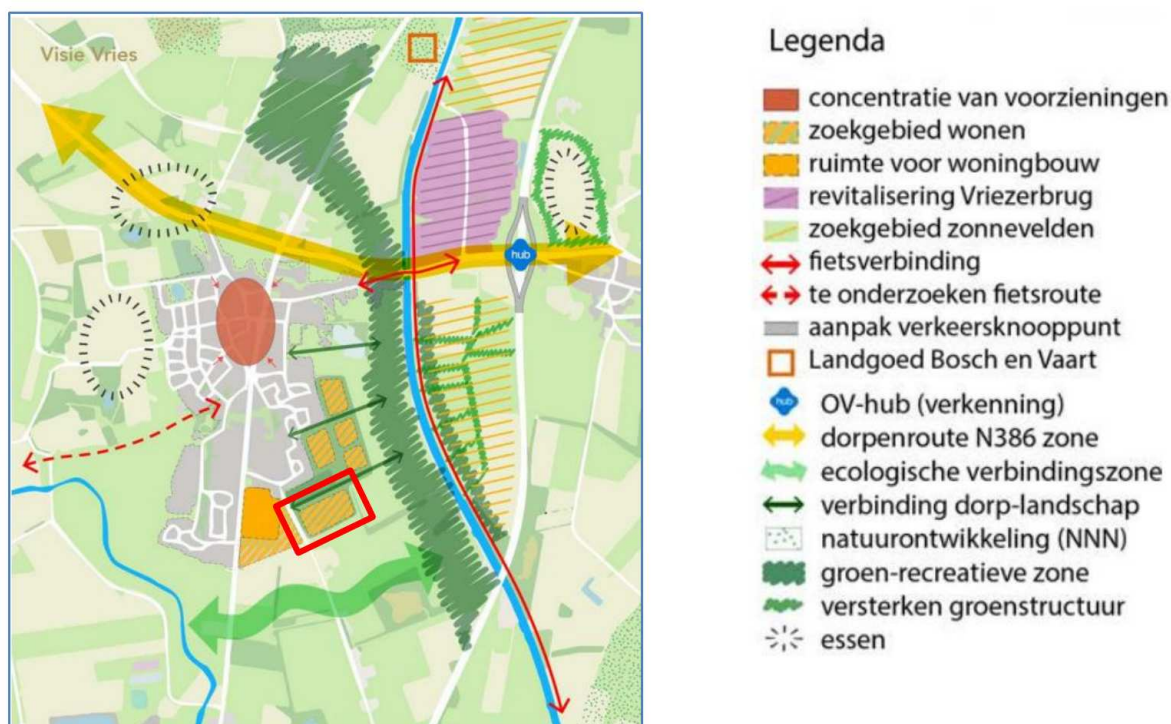 Visie Vries
hub
Legenda
concentratie van voorzieningen
zoekgebied wonen
ruimte voor woningbouw
revitalisering Vriezerbrug
zoekgebied zonnevelden
fietsverbinding
te onderzoeken fietsroute
aanpak verkeersknooppunt
Landgoed Bosch en Vaart
hub OV-hub (verkenning)
dorpenroute N386 zone
ecologische verbindingszone
verbinding dorp-landschap
natuurontwikkeling (NNN)
groen-recreatieve zone
versterken groenstructuur
essen